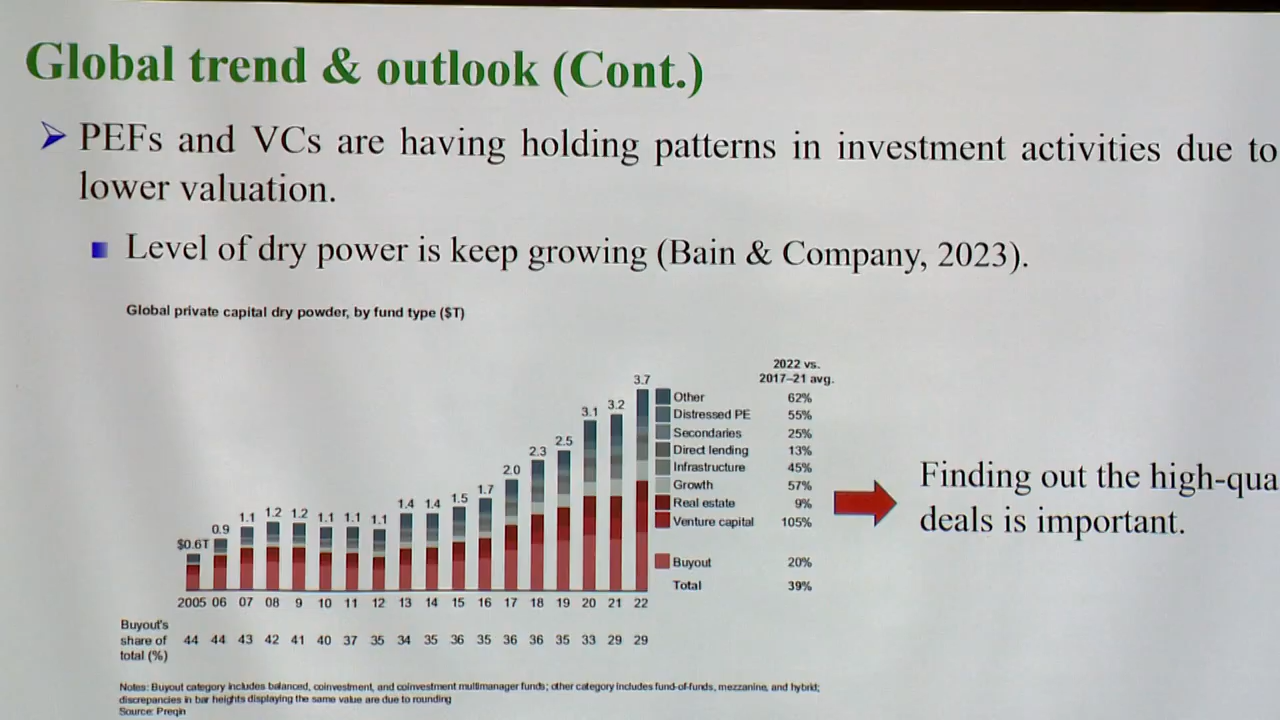 Global trend & outlook (Cont.)
PEFs and VCs are having holding patterns in investment activities due to
lower valuation.
Level of dry power is keep growing (Bain & Company, 2023).
Global private capital dry powder, by fund type ($T)
2022 vs.
2017–21 avg.
$0.6T 0.9 1.1 1.2 1.2 1.1 1.1 1.1 1.4 1.4 1.5 1.7 2.0 2.3 2.5 3.1 3.2 3.7
Other 62%
Distressed PE 55%
Secondaries 25%
Direct lending 13%
Infrastructure 45%
Growth 57%
Real estate 9%
Venture capital 105%
Buyout 20%
Total 39%
Finding out the high-qua
deals is important.
2005 06 07 08 9 10 11 12 13 14 15 16 17 18 19 20 21 22
Buyout's
share of
total (%)
44 44 43 42 41 40 37 35 34 35 36 35 36 36 35 33 29 29
Notes: Buyout category includes balanced, coinvestment, and coinvestment multimanager funds; other category includes fund-of-funds, mezzanine, and hybrid;
discrepancies in bar heights displaying the same value are due to rounding
Source: Preqin